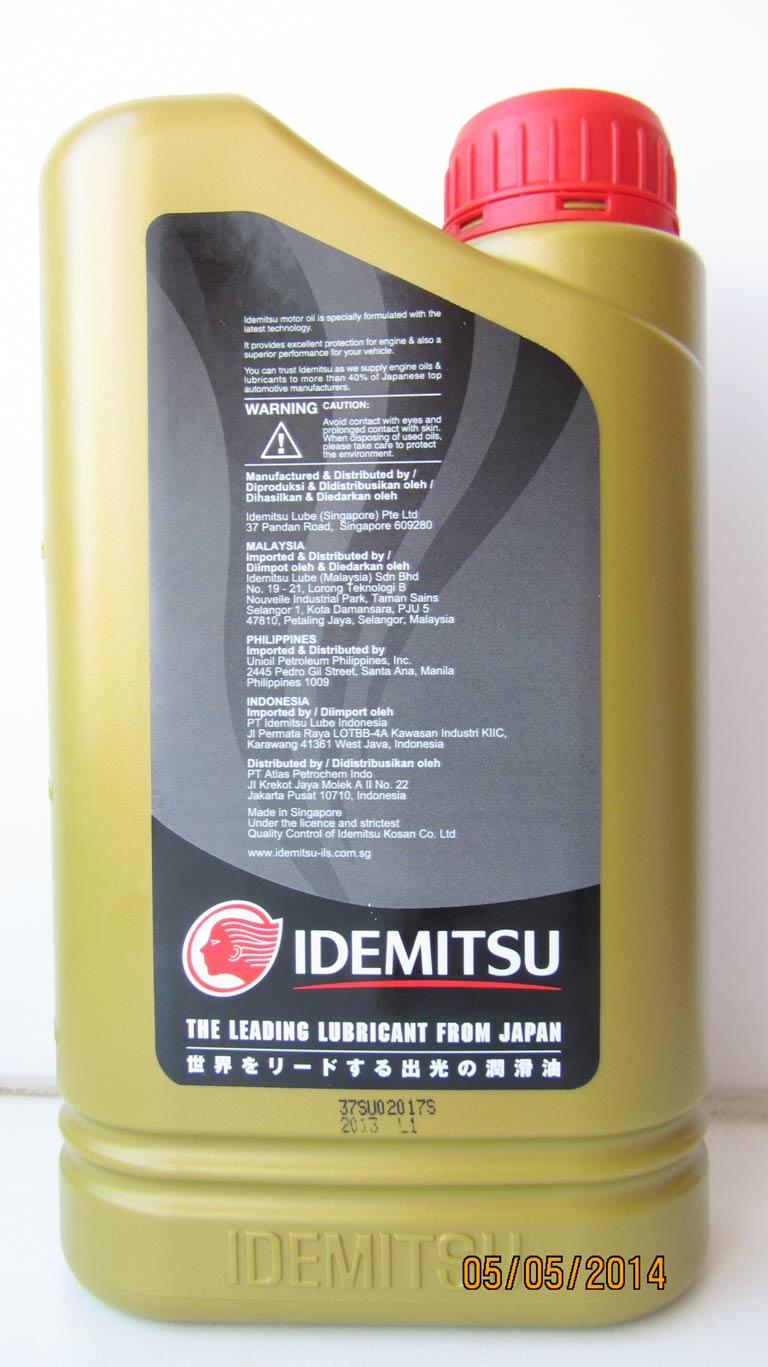 Idemitsu motor oil is specially formulated with the
latest technology.
It provides excellent protection for engine & also a
superior performance for your vehicle.
You can trust Idemitsu as we supply engine oils &
lubricants to more than 40% of Japanese top
automotive manufacturers.
WARNING CAUTION:
Avoid contact with eyes and
prolonged contact with skin.
When disposing of used oils,
please take care to protect
the environment.
Manufactured & Distributed by /
Diproduksi & Didistribusikan oleh /
Dihasilkan & Diedarkan oleh
Idemitsu Lube (Singapore) Pte Ltd
37 Pandan Road, Singapore 609280
MALAYSIA
Imported & Distributed by /
Diimpot oleh & Diedarkan oleh
Idemitsu Lube (Malaysia) Sdn Bhd
No. 19 - 21, Lorong Teknologi B
Nouvelle Industrial Park, Taman Sains
Selangor 1, Kota Damansara, PJU 5
47810, Petaling Jaya, Selangor, Malaysia
PHILIPPINES
Imported & Distributed by
Unioil Petroleum Philippines, Inc.
2445 Pedro Gil Street, Santa Ana, Manila
Philippines 1009
INDONESIA
Imported by / Diimport oleh
PT Idemitsu Lube Indonesia
Jl Permata Raya LOTBB-4A Kawasan Industri KIIC,
Karawang 41361 West Java, Indonesia
Distributed by / Didistribusikan oleh
PT Atlas Petrochem Indo
Jl Krekot Jaya Molek A II No. 22
Jakarta Pusat 10710, Indonesia
Made in Singapore
Under the licence and strictest
Quality Control of Idemitsu Kosan Co. Ltd
www.idemitsu-ils.com.sg
IDEMITSU
THE LEADING LUBRICANT FROM JAPAN
世界をリードする出光の潤滑油
37SU02017S
2013 L1
IDEMITSU
05/05/2014